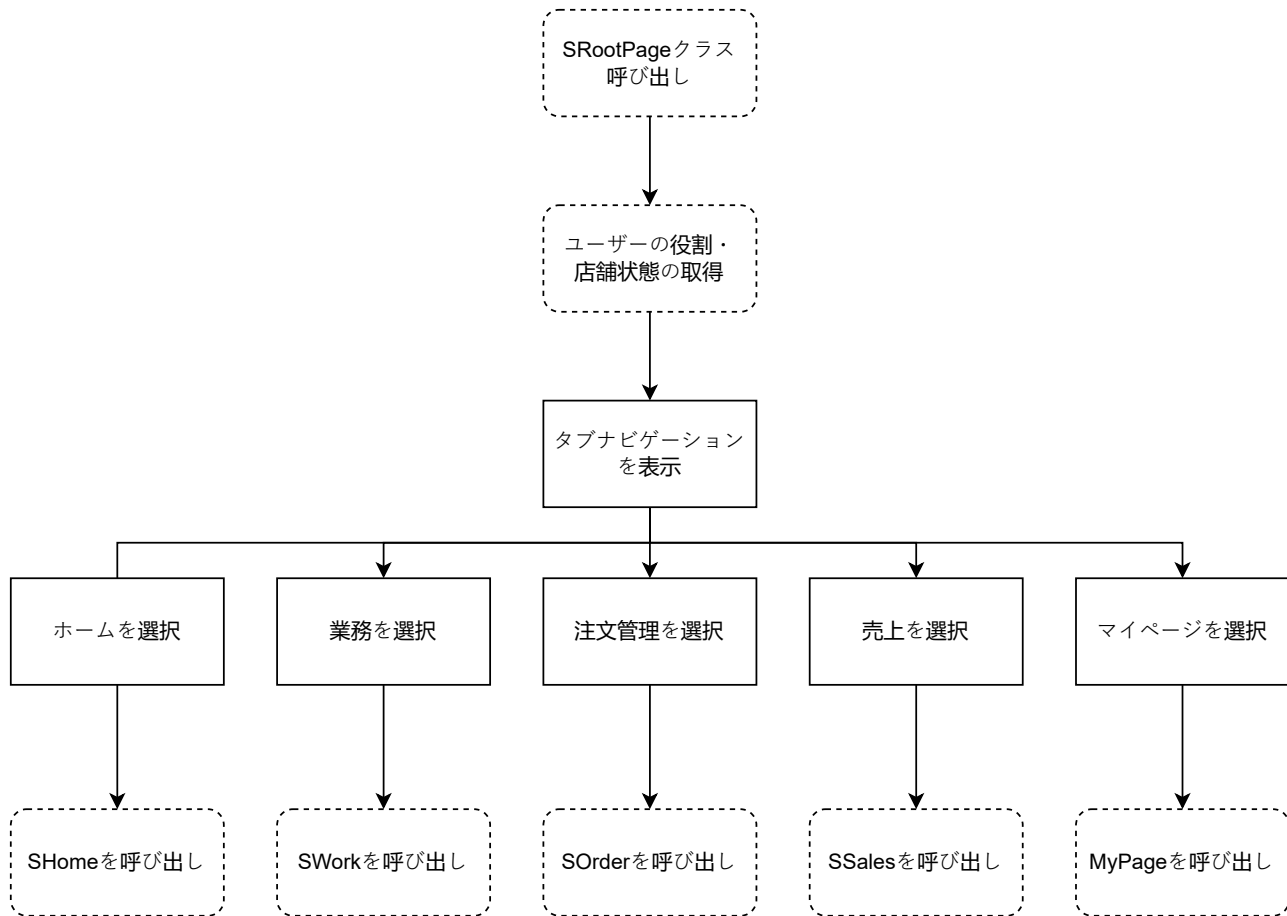 SRootPageクラス
呼び出し
ユーザーの役割・
店舗状態の取得
タブナビゲーション
を表示
ホームを選択
業務を選択
注文管理を選択
売上を選択
マイページを選択
SHomeを呼び出し
SWorkを呼び出し
SOrderを呼び出し
SSalesを呼び出し
MyPageを呼び出し